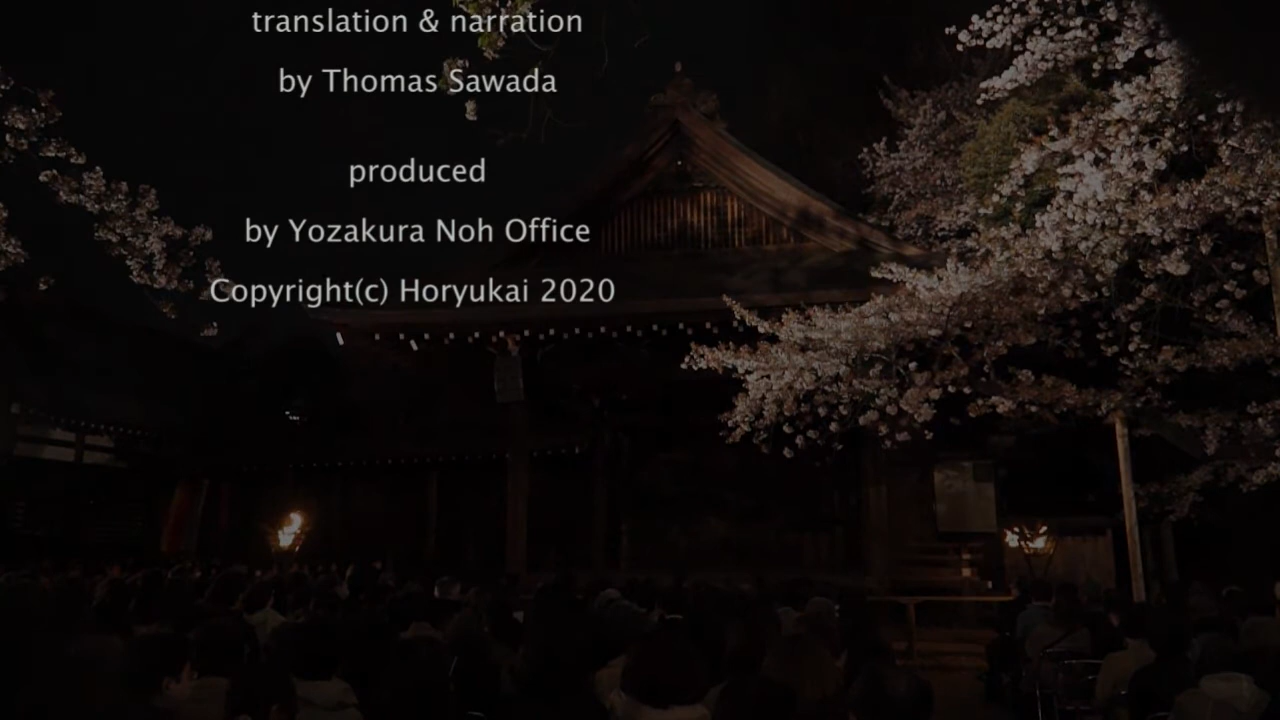 translation & narration
by Thomas Sawada
produced
by Yozakura Noh Office
Copyright(c) Horyukai 2020